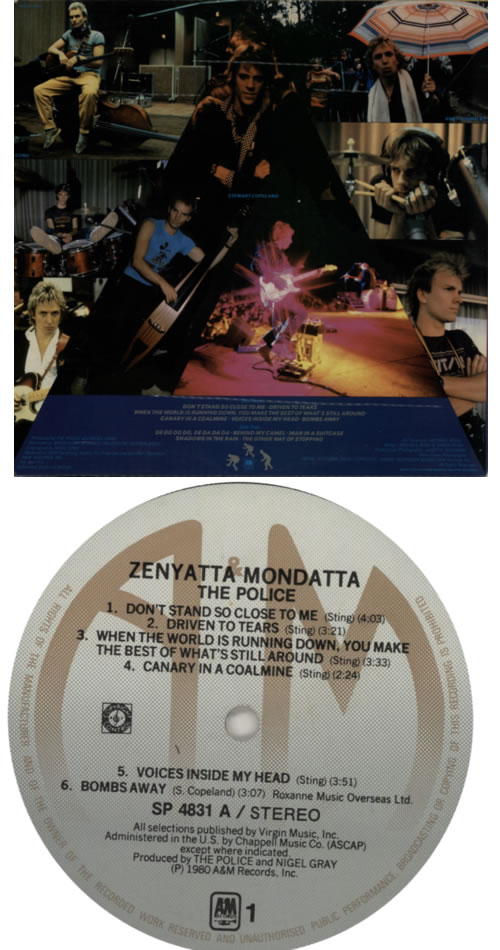 STEWART COPELAND
DON'T STAND SO CLOSE TO ME · DRIVEN TO TEARS
WHEN THE WORLD IS RUNNING DOWN, YOU MAKE THE BEST OF WHAT'S STILL AROUND
CANARY IN A COALMINE · VOICES INSIDE MY HEAD · BOMBS AWAY
DE DO DO DO, DE DA DA DA · BEHIND MY CAMEL · MAN IN A SUITCASE
SHADOWS IN THE RAIN · THE OTHER WAY OF STOPPING
A&M
ZENYATTA MONDATTA
THE POLICE
1. DON'T STAND SO CLOSE TO ME (Sting) (4:03)
2. DRIVEN TO TEARS (Sting) (3:21)
3. WHEN THE WORLD IS RUNNING DOWN, YOU MAKE
THE BEST OF WHAT'S STILL AROUND (Sting) (3:33)
4. CANARY IN A COALMINE (Sting) (2:24)
5. VOICES INSIDE MY HEAD (Sting) (3:51)
6. BOMBS AWAY (S. Copeland) (3:07) Roxanne Music Overseas Ltd.
SP 4831 A / STEREO
All selections published by Virgin Music, Inc.
Administered in the U.S. by Chappell Music Co. (ASCAP)
except where indicated.
Produced by THE POLICE and NIGEL GRAY
(P) 1980 A&M Records, Inc.
A&M RECORDS 1
ALL RIGHTS OF THE MANUFACTURER AND OF THE OWNER OF THE RECORDED WORK RESERVED AND UNAUTHORISED PUBLIC PERFORMANCE, BROADCASTING OR COPYING OF THIS RECORDING IS PROHIBITED